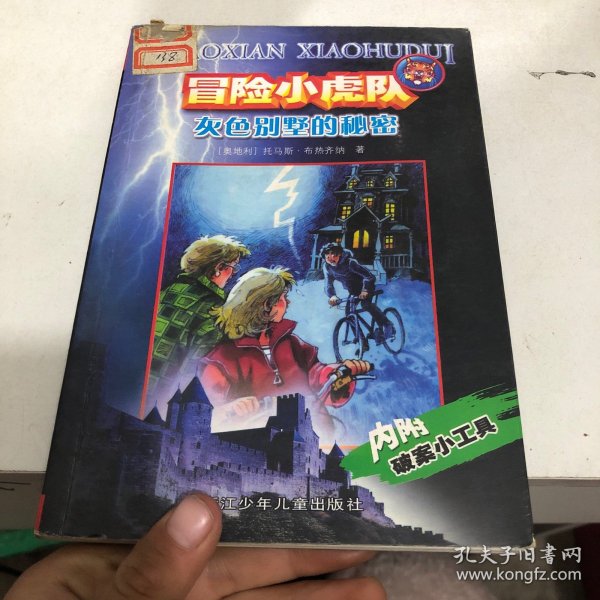 138
OXIAN XIAOHUDUI
冒险小虎队
灰色别墅的秘密
[奥地利] 托马斯·布热齐纳 著
内附
破案小工具
江少年儿童出版社
孔夫子旧书网
www.kongfz.com